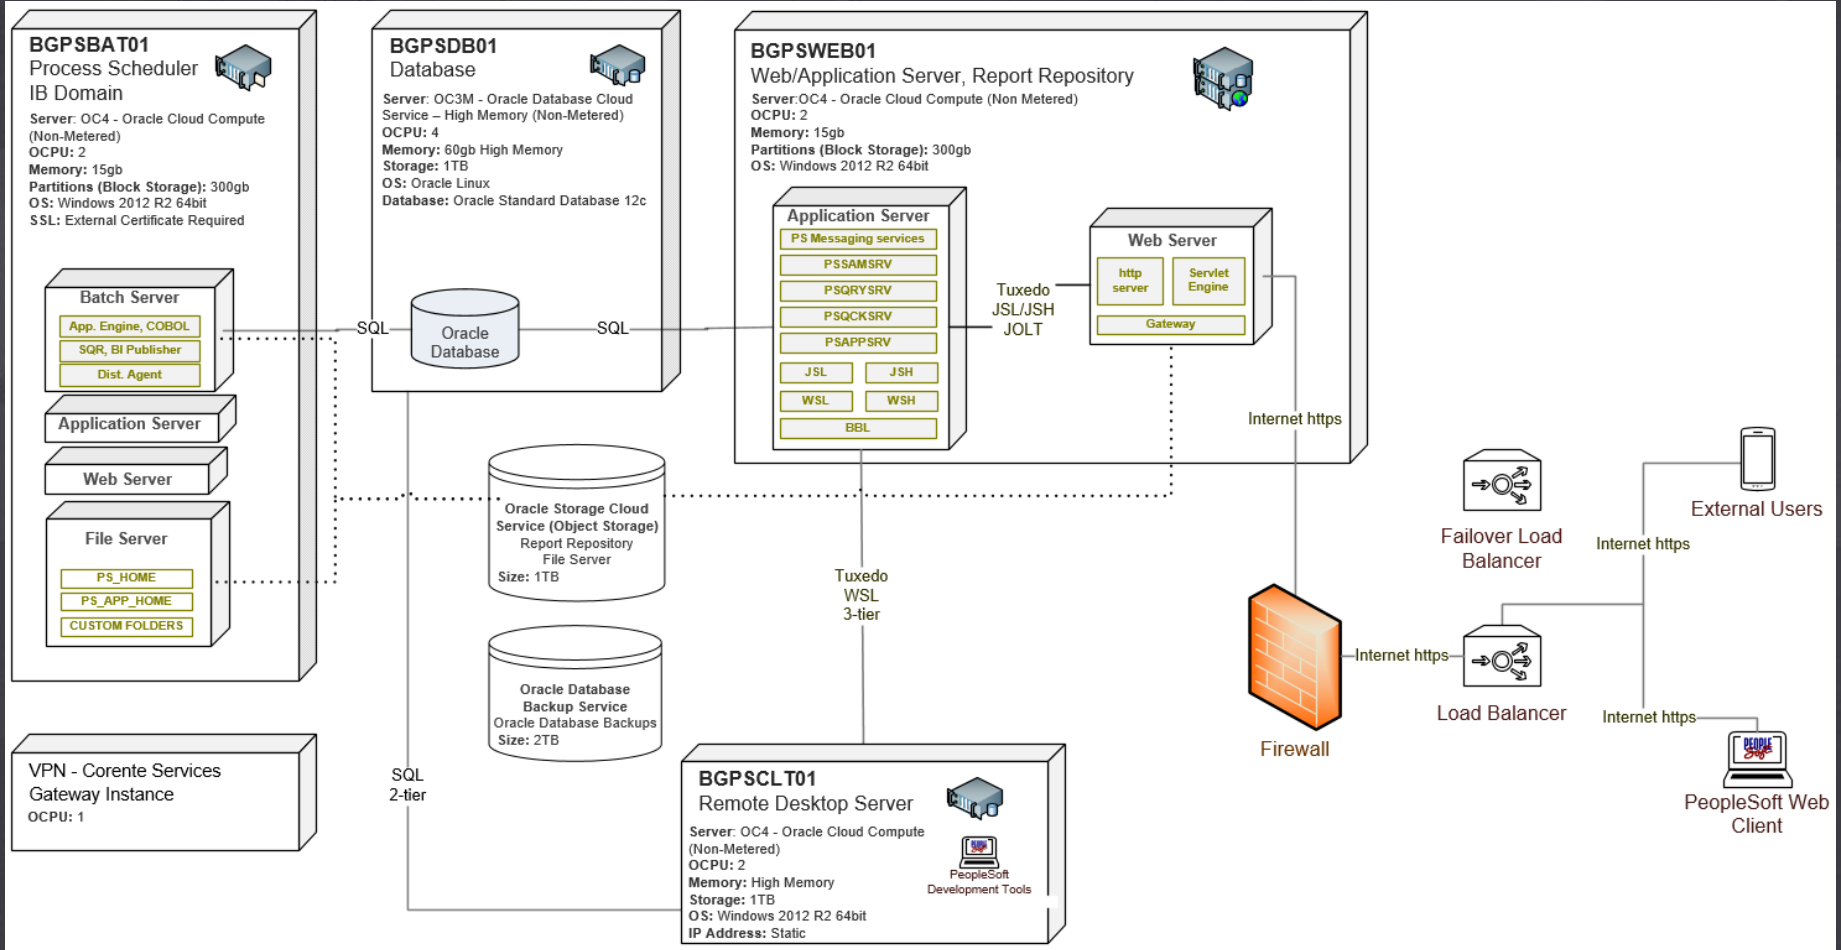 BGPSBAT01
Process Scheduler
IB Domain
Server: OC4 - Oracle Cloud Compute
(Non-Metered)
OCPU: 2
Memory: 15gb
Partitions (Block Storage): 300gb
OS: Windows 2012 R2 64bit
SSL: External Certificate Required
Batch Server
App. Engine, COBOL
SQR, BI Publisher
Dist. Agent
Application Server
Web Server
File Server
PS_HOME
PS_APP_HOME
CUSTOM FOLDERS
VPN - Corente Services
Gateway Instance
OCPU: 1
BGPSDB01
Database
Server: OC3M - Oracle Database Cloud
Service – High Memory (Non-Metered)
OCPU: 4
Memory: 60gb High Memory
Storage: 1TB
OS: Oracle Linux
Database: Oracle Standard Database 12c
SQL
Oracle
Database
SQL
Oracle Storage Cloud
Service (Object Storage)
Report Repository
File Server
Size: 1TB
Oracle Database
Backup Service
Oracle Database Backups
Size: 2TB
SQL
2-tier
BGPSWEB01
Web/Application Server, Report Repository
Server:OC4 - Oracle Cloud Compute (Non Metered)
OCPU: 2
Memory: 15gb
Partitions (Block Storage): 300gb
OS: Windows 2012 R2 64bit
Application Server
PS Messaging services
PSSAMSRV
PSQRYSRV
PSQCKSRV
PSAPPSRV
JSL
JSH
WSL
WSH
BBL
Tuxedo
JSL/JSH
JOLT
Web Server
http
server
Servlet
Engine
Gateway
Internet https
Tuxedo
WSL
3-tier
BGPSCLT01
Remote Desktop Server
Server: OC4 - Oracle Cloud Compute
(Non-Metered)
OCPU: 2
Memory: High Memory
Storage: 1TB
OS: Windows 2012 R2 64bit
IP Address: Static
PEOPLE
Soft
PeopleSoft
Development Tools
Firewall
Internet https
Failover Load
Balancer
Load Balancer
Internet https
External Users
Internet https
PEOPLE
Soft
PeopleSoft Web
Client